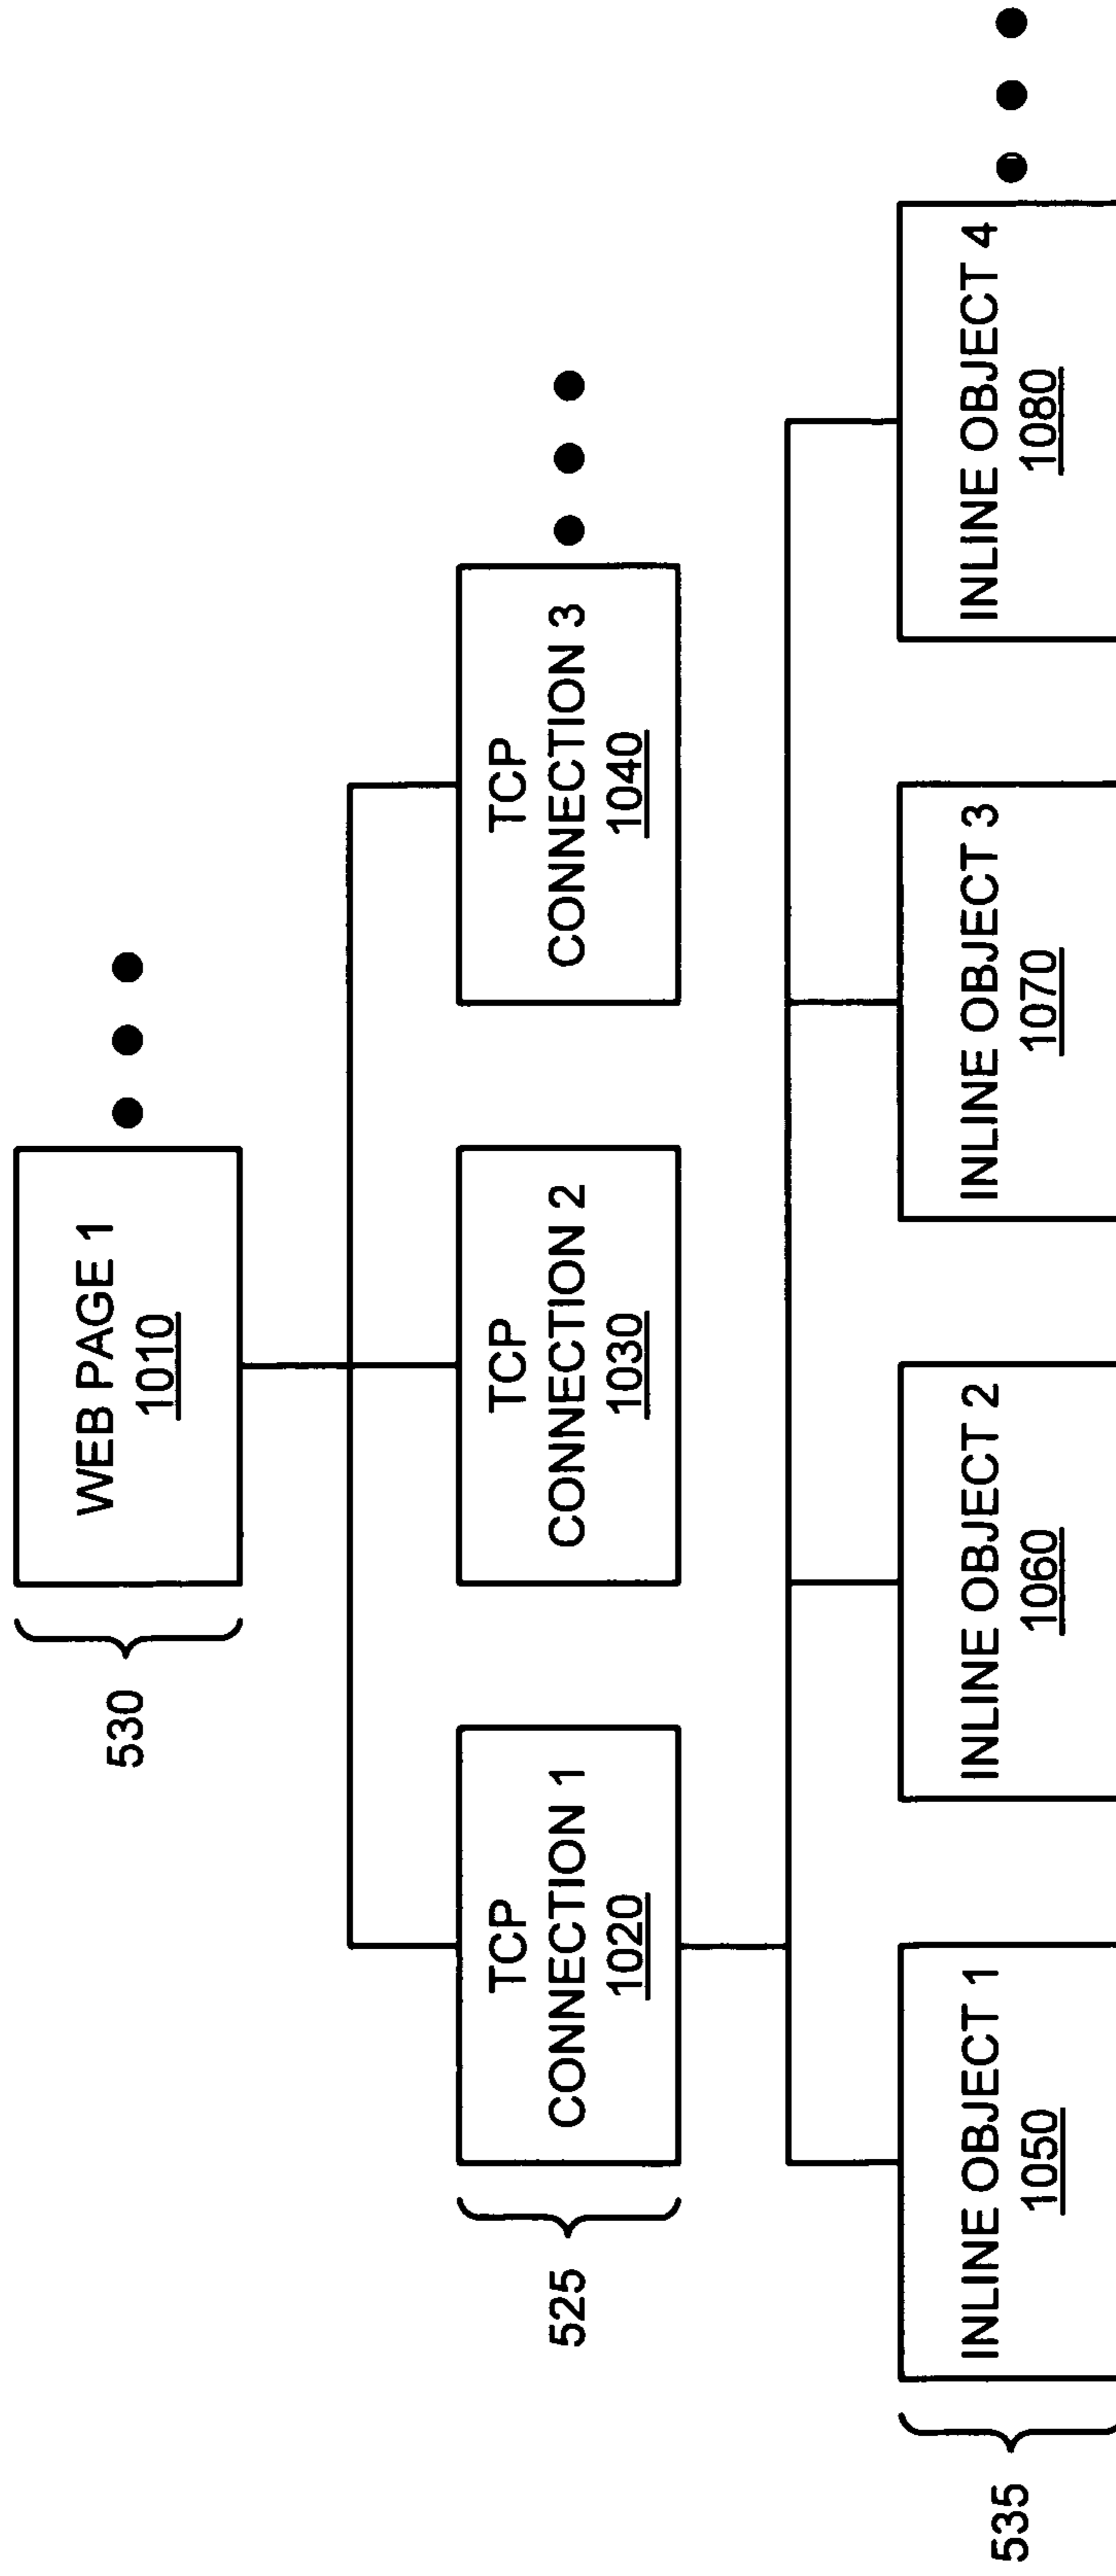 WEB PAGE 1
1010
530
TCP
CONNECTION 1
1020
TCP
CONNECTION 2
1030
TCP
CONNECTION 3
1040
525
INLINE OBJECT 1
1050
INLINE OBJECT 2
1060
INLINE OBJECT 3
1070
INLINE OBJECT 4
1080
535